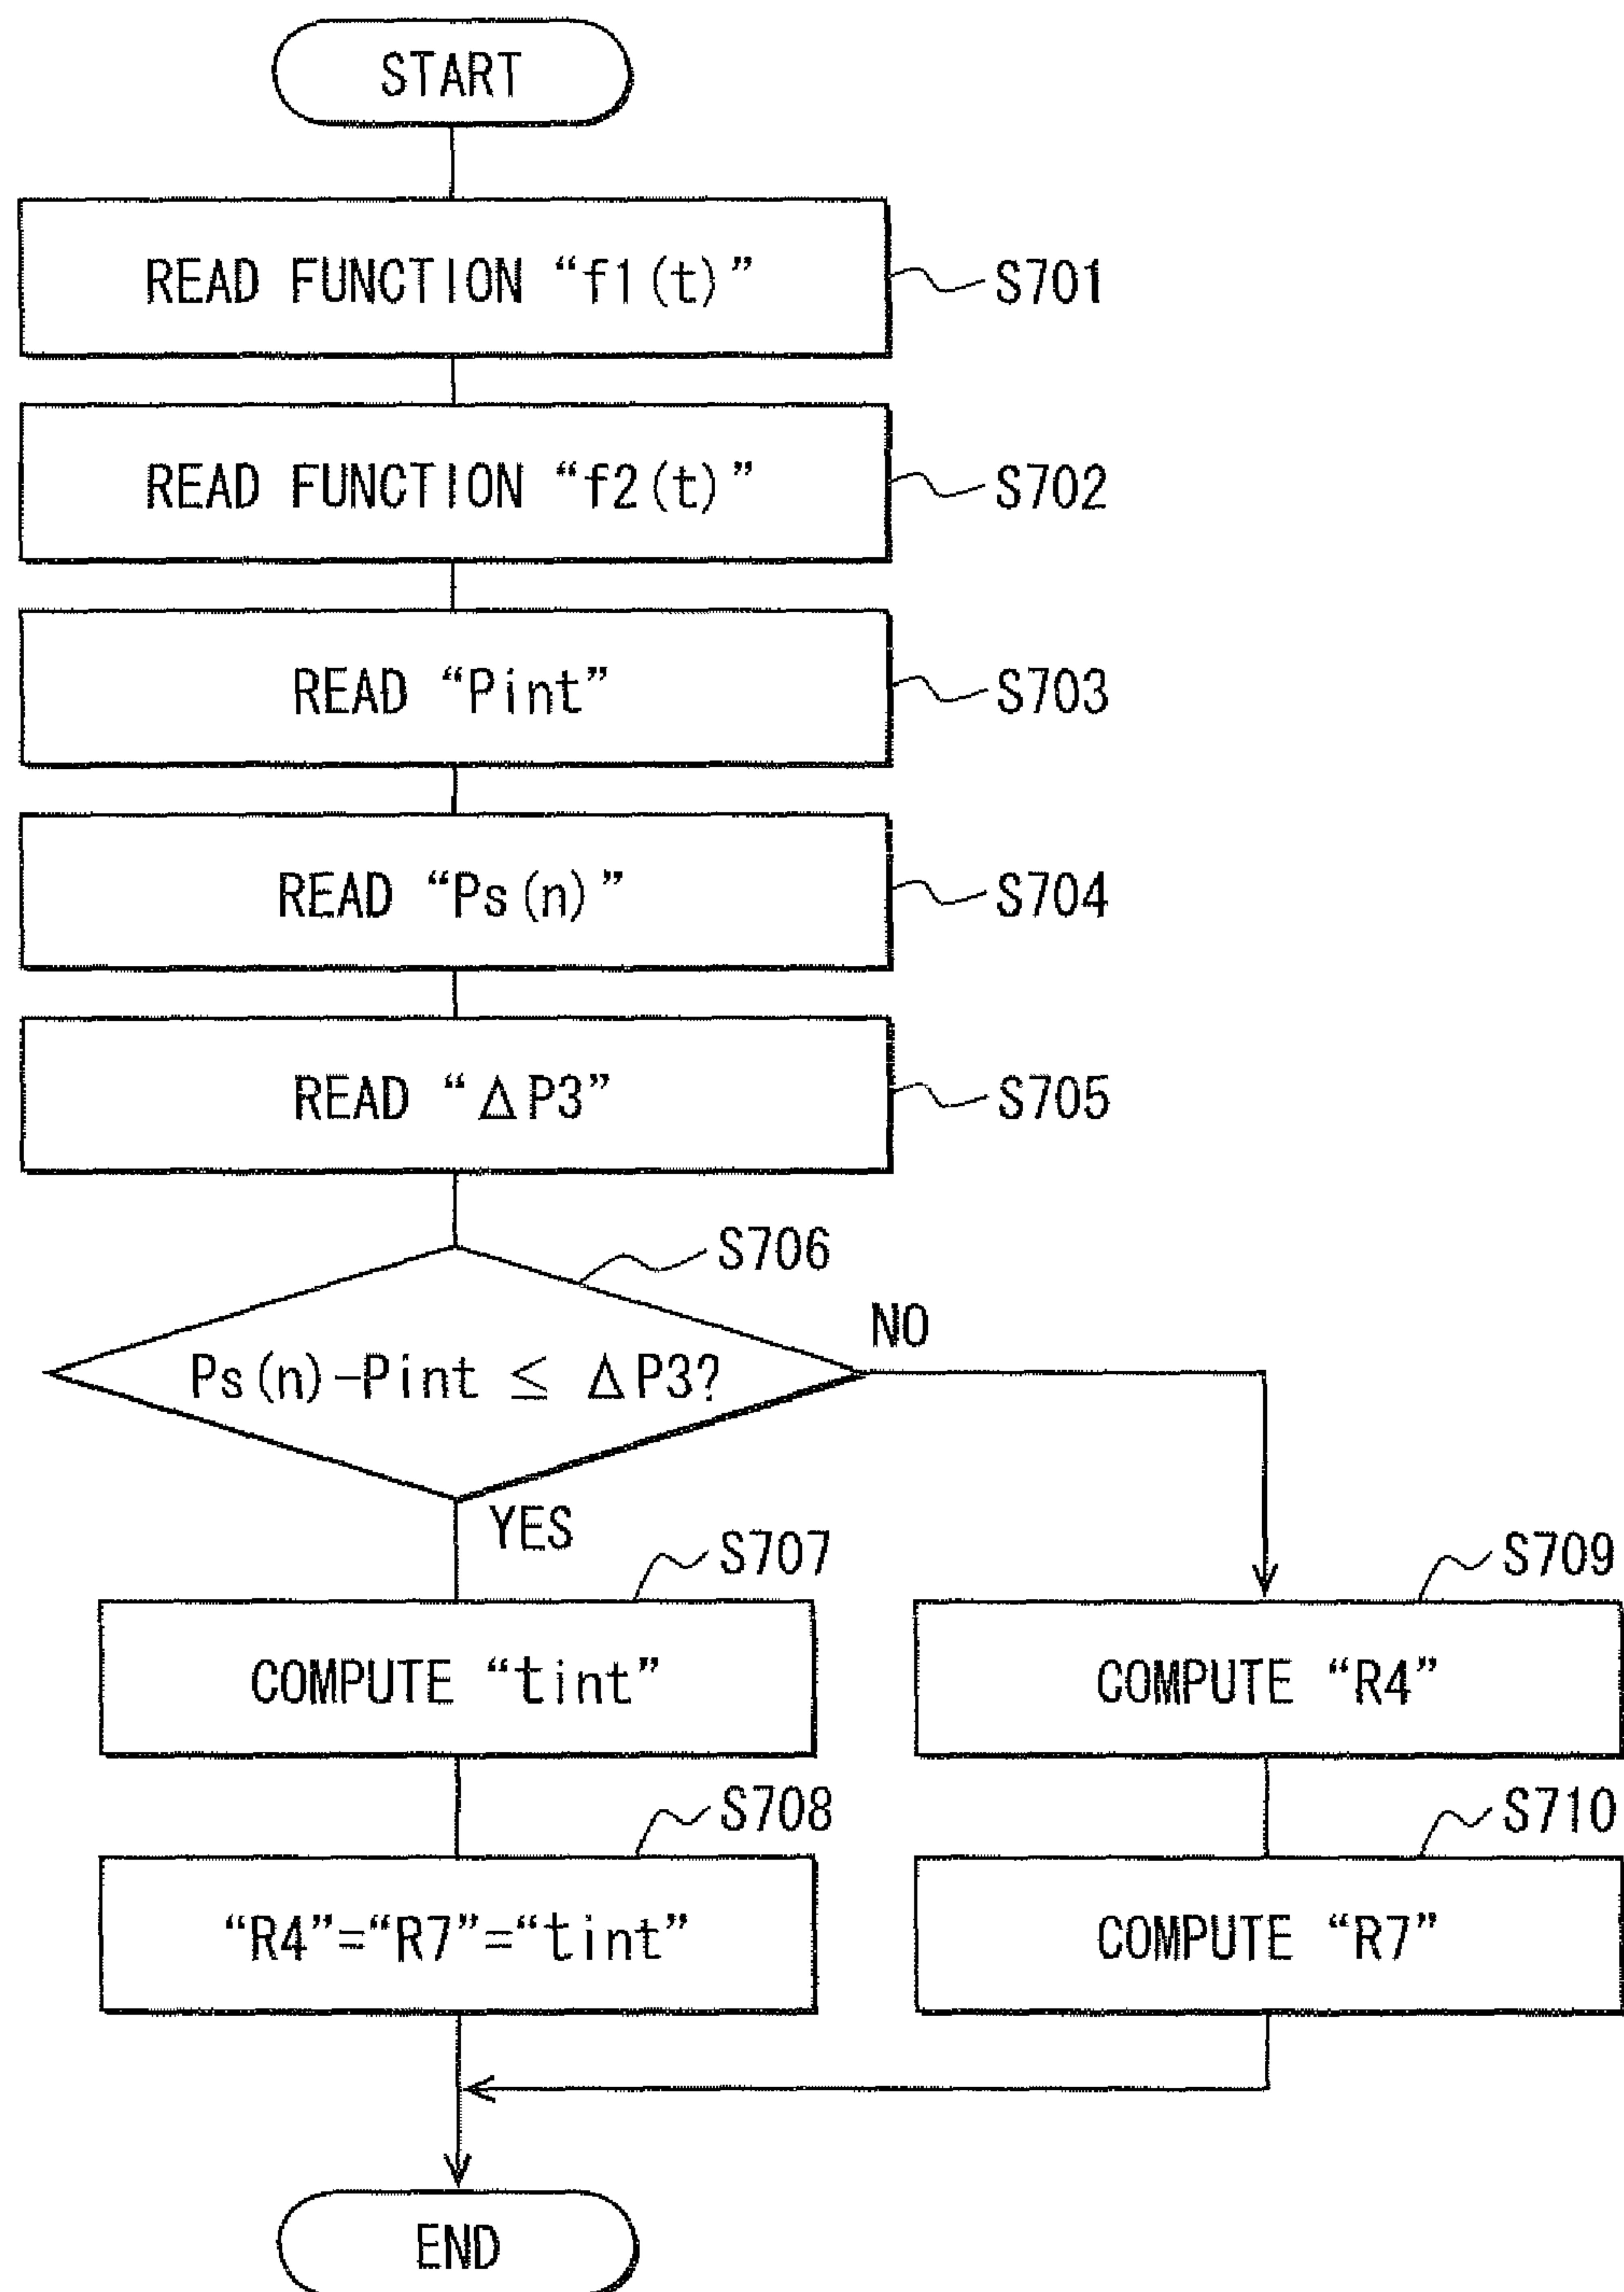 START
READ FUNCTION “f1(t)”
S701
READ FUNCTION “f2(t)”
S702
READ “Pint”
S703
READ “Ps(n)”
S704
READ “ΔP3”
S705
S706
Ps(n)-Pint ≤ ΔP3?
NO
YES
S707
COMPUTE “tint”
S708
“R4”=“R7”=“tint”
S709
COMPUTE “R4”
S710
COMPUTE “R7”
END